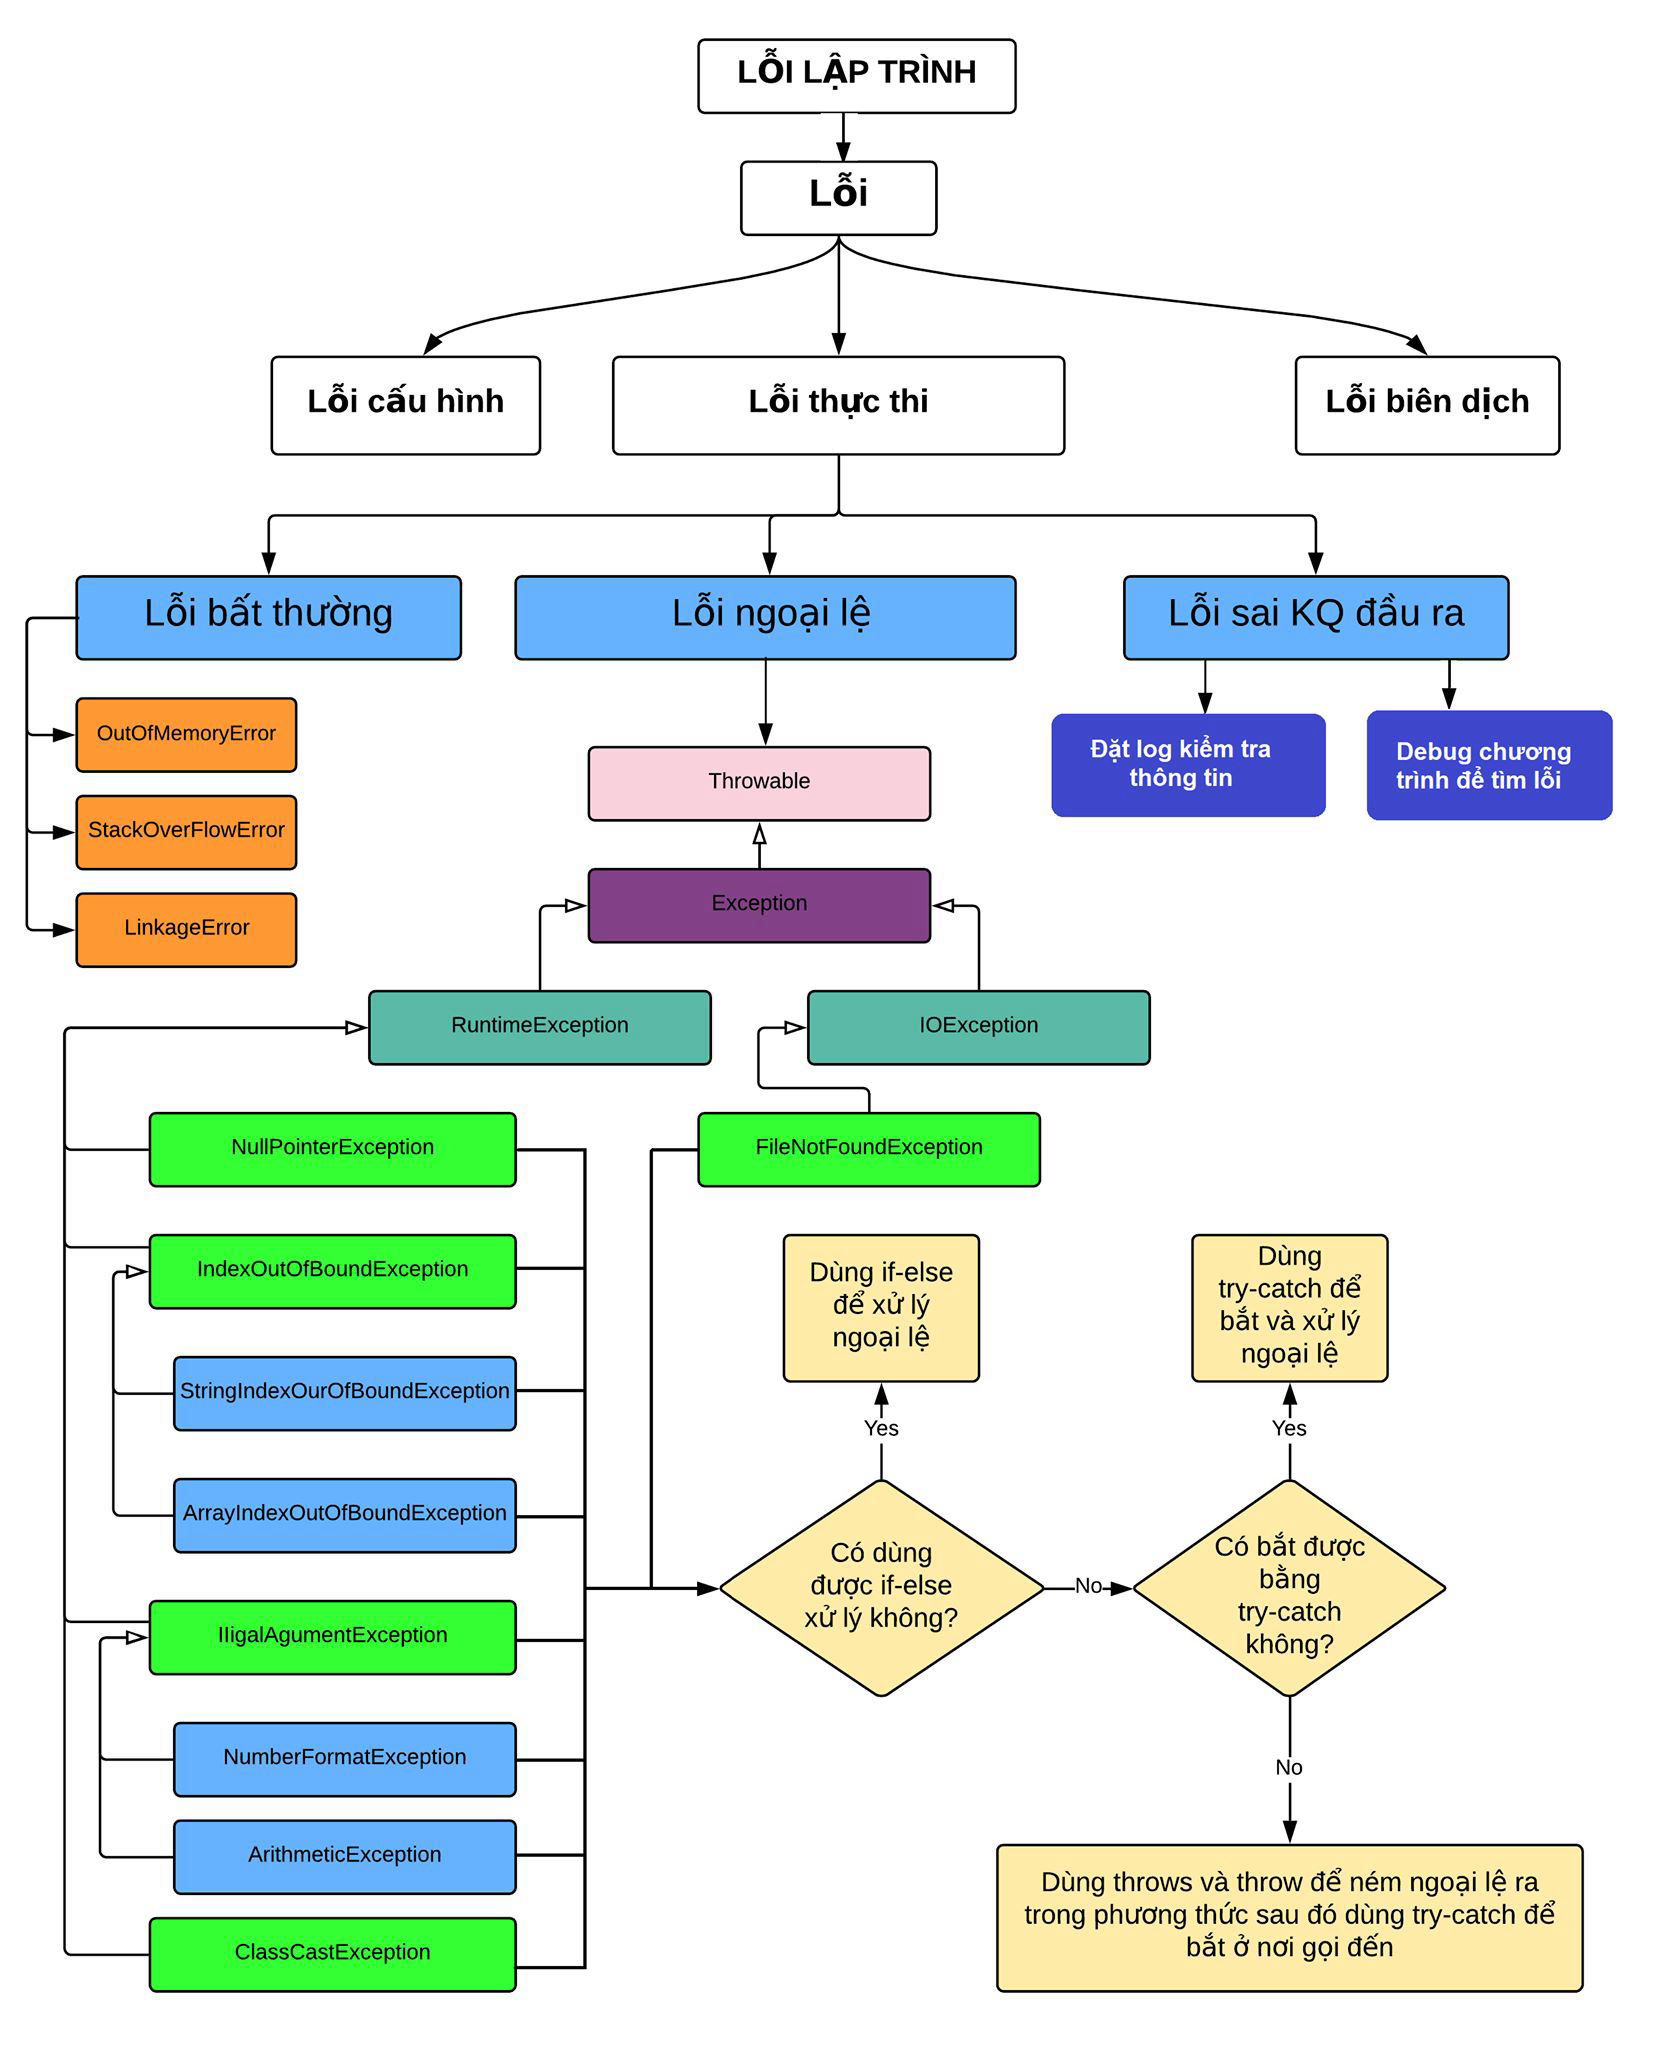 LỖI LẬP TRÌNH
Lỗi
Lỗi cấu hình
Lỗi thực thi
Lỗi biên dịch
Lỗi bất thường
Lỗi ngoại lệ
Lỗi sai KQ đầu ra
OutOfMemoryError
StackOverFlowError
LinkageError
Throwable
Đặt log kiểm tra
thông tin
Debug chương
trình để tìm lỗi
Exception
RuntimeException
IOException
NullPointerException
FileNotFoundException
IndexOutOfBoundException
StringIndexOurOfBoundException
ArrayIndexOutOfBoundException
IIigalAgumentException
NumberFormatException
ArithmeticException
ClassCastException
Dùng if-else
để xử lý
ngoại lệ
Dùng
try-catch để
bắt và xử lý
ngoại lệ
Yes
Yes
Có dùng
được if-else
xử lý không?
No
Có bắt được
bằng
try-catch
không?
No
Dùng throws và throw để ném ngoại lệ ra
trong phương thức sau đó dùng try-catch để
bắt ở nơi gọi đến